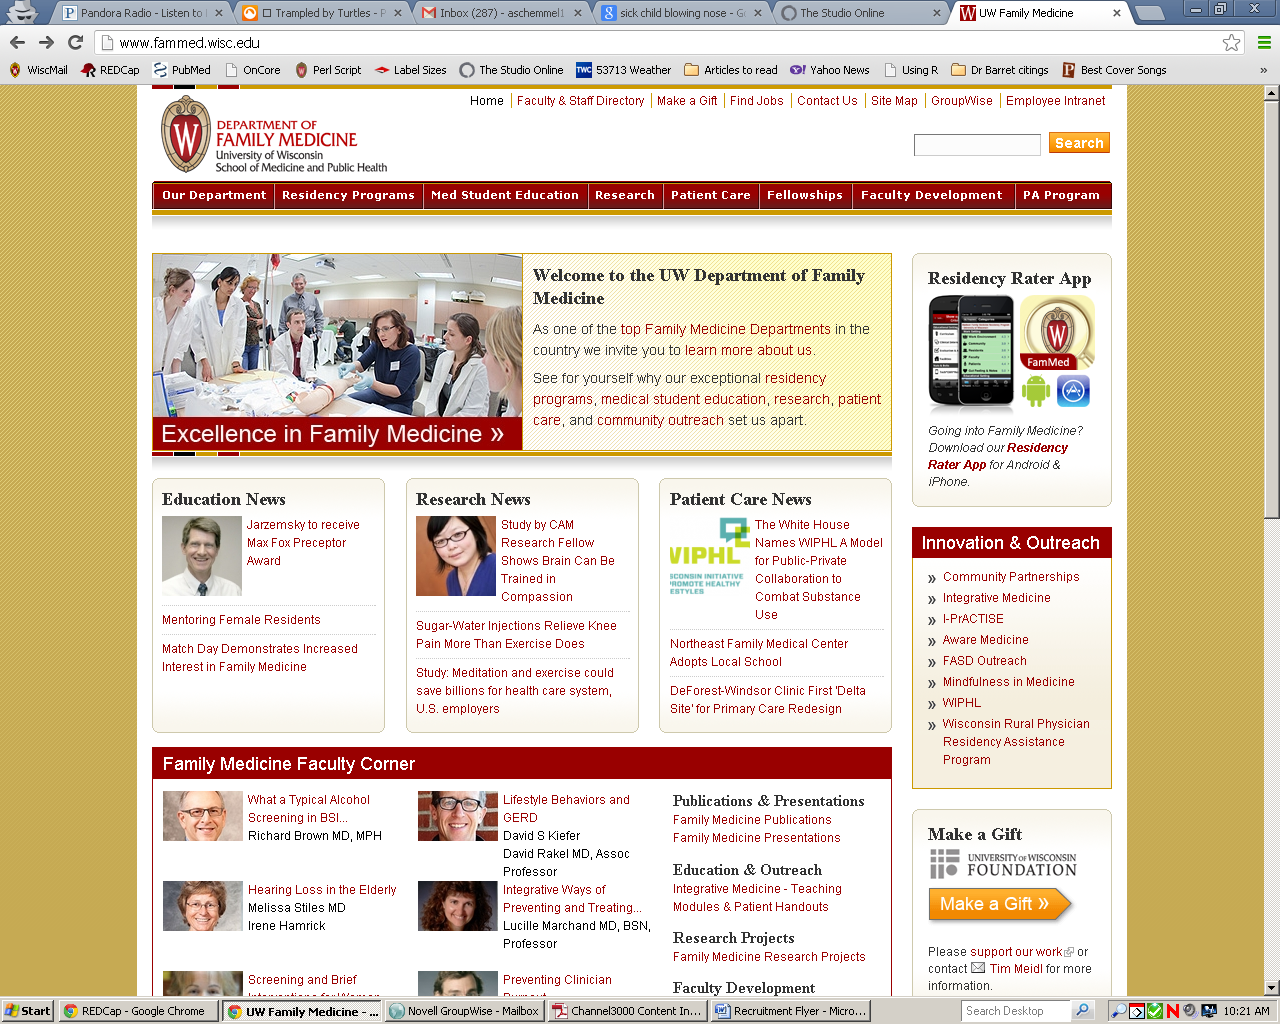 Pandora Radio - Listen to
Trampled by Turtles - P
Inbox (287) - aschemmel1
sick child blowing nose - G
The Studio Online
UW Family Medicine
www.fammed.wisc.edu
WiscMail
REDCap
PubMed
OnCore
Perl Script
Label Sizes
The Studio Online
53713 Weather
Articles to read
Yahoo News
Using R
Dr Barret citings
Best Cover Songs
»
Home
Faculty & Staff Directory
Make a Gift
Find Jobs
Contact Us
Site Map
GroupWise
Employee Intranet
DEPARTMENT OF
FAMILY MEDICINE
University of Wisconsin
School of Medicine and Public Health
Search
Our Department
Residency Programs
Med Student Education
Research
Patient Care
Fellowships
Faculty Development
PA Program
Excellence in Family Medicine »
Welcome to the UW Department of Family
Medicine
As one of the top Family Medicine Departments in the
country we invite you to learn more about us.
See for yourself why our exceptional residency
programs, medical student education, research, patient
care, and community outreach set us apart.
Residency Rater App
FamMed
Going into Family Medicine?
Download our Residency
Rater App for Android &
iPhone.
Education News
Jarzemsky to receive
Max Fox Preceptor
Award
Mentoring Female Residents
Match Day Demonstrates Increased
Interest in Family Medicine
Research News
Study by CAM
Research Fellow
Shows Brain Can Be
Trained in
Compassion
Sugar-Water Injections Relieve Knee
Pain More Than Exercise Does
Study: Meditation and exercise could
save billions for health care system,
U.S. employers
Patient Care News
VIPHL
SCONSIN INITIATIVE
ROMOTE HEALTHY
ESTYLES
The White House
Names WIPHL A Model
for Public-Private
Collaboration to
Combat Substance
Use
Northeast Family Medical Center
Adopts Local School
DeForest-Windsor Clinic First 'Delta
Site' for Primary Care Redesign
Innovation & Outreach
» Community Partnerships
» Integrative Medicine
» I-PrACTISE
» Aware Medicine
» FASD Outreach
» Mindfulness in Medicine
» WIPHL
» Wisconsin Rural Physician
Residency Assistance
Program
Family Medicine Faculty Corner
What a Typical Alcohol
Screening in BSI...
Richard Brown MD, MPH
Hearing Loss in the Elderly
Melissa Stiles MD
Irene Hamrick
Screening and Brief
Interventions for Women
Lifestyle Behaviors and
GERD
David S Kiefer
David Rakel MD, Assoc
Professor
Integrative Ways of
Preventing and Treating...
Lucille Marchand MD, BSN,
Professor
Preventing Clinician
Burnout
Publications & Presentations
Family Medicine Publications
Family Medicine Presentations
Education & Outreach
Integrative Medicine - Teaching
Modules & Patient Handouts
Research Projects
Family Medicine Research Projects
Faculty Development
Make a Gift
UNIVERSITY OF WISCONSIN
FOUNDATION
Make a Gift »
Please support our work or
contact Tim Meidl for more
information.
Start
REDCap - Google Chrome
UW Family Medicine - ...
Novell GroupWise - Mailbox
Channel3000 Content In...
Recruitment Flyer - Micro...
Search Desktop
10:21 AM